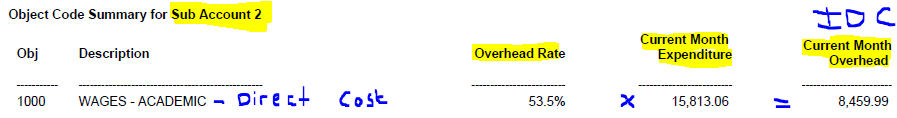 Object Code Summary for Sub Account 2
IDC
Obj Description Overhead Rate Current Month Expenditure Current Month Overhead
1000 WAGES - ACADEMIC - Direct Cost 53.5% x 15,813.06 = 8,459.99